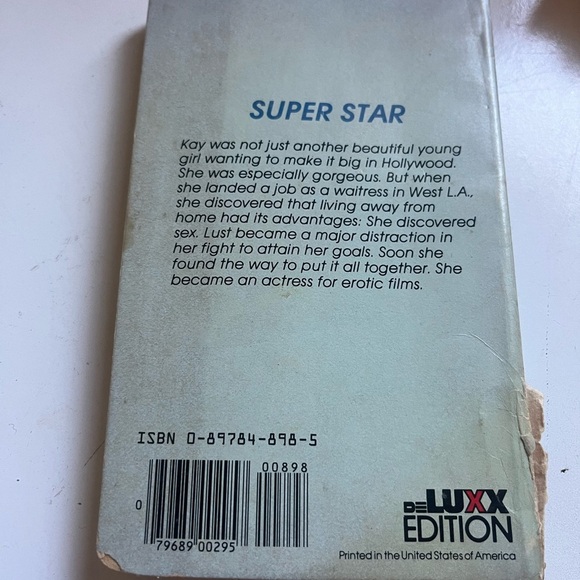 SUPER STAR
Kay was not just another beautiful young
girl wanting to make it big in Hollywood.
She was especially gorgeous. But when
she landed a job as a waitress in West L.A.,
she discovered that living away from
home had its advantages: She discovered
sex. Lust became a major distraction in
her fight to attain her goals. Soon she
found the way to put it all together. She
became an actress for erotic films.
ISBN 0-89784-898-5
00898
0
79689 00295
DELUXX
EDITION
Printed in the United States of America